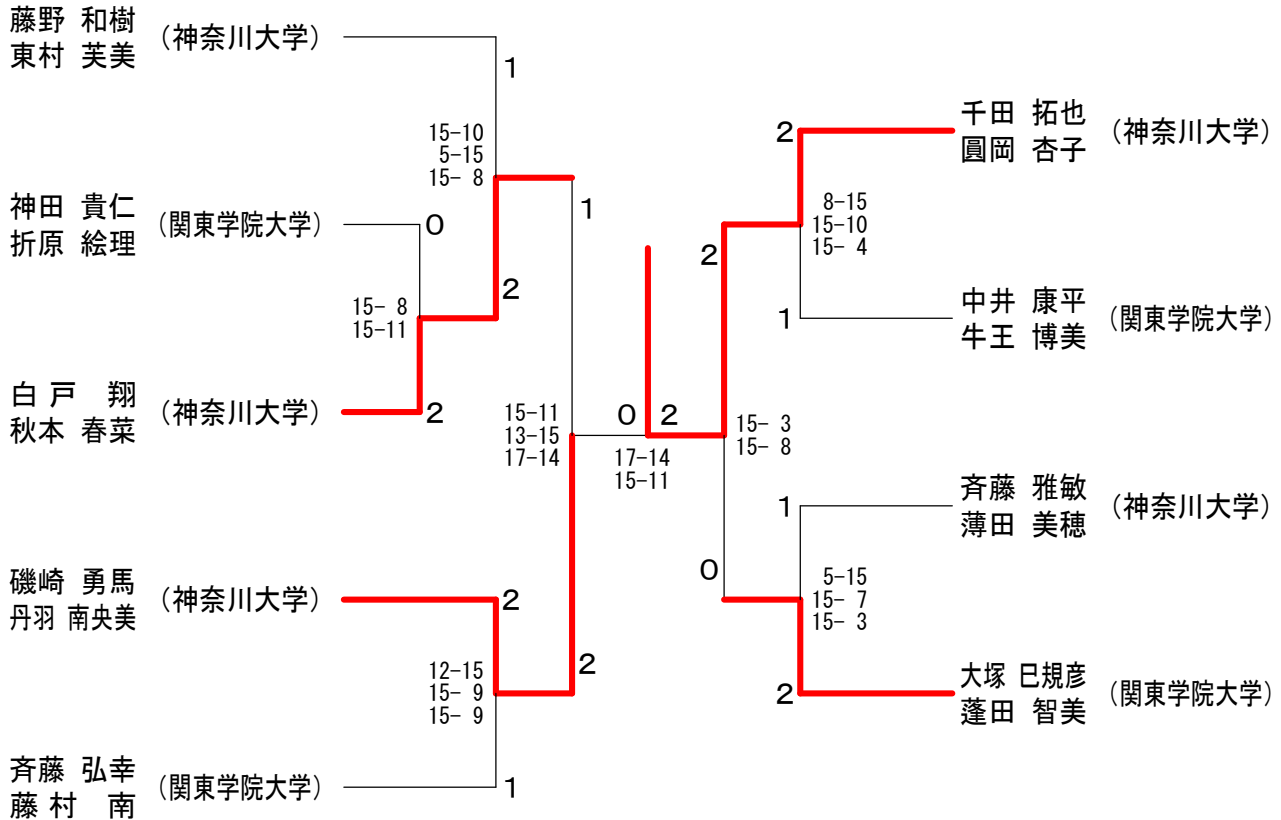 藤野 和樹
東村 芙美
(神奈川大学)
1
15-10
5-15
15- 8
神田 貴仁
折原 絵理
(関東学院大学)
0
15- 8
15-11
2
白戸 翔
秋本 春菜
(神奈川大学)
2
1
15-11
13-15
17-14
磯崎 勇馬
丹羽 南央美
(神奈川大学)
2
12-15
15- 9
15- 9
2
斉藤 弘幸
藤村 南
(関東学院大学)
1
0
2
17-14
15-11
千田 拓也
圓岡 杏子
(神奈川大学)
2
8-15
15-10
15- 4
2
中井 康平
牛王 博美
(関東学院大学)
1
15- 3
15- 8
斉藤 雅敏
薄田 美穂
(神奈川大学)
1
0
5-15
15- 7
15- 3
大塚 巳規彦
蓬田 智美
(関東学院大学)
2